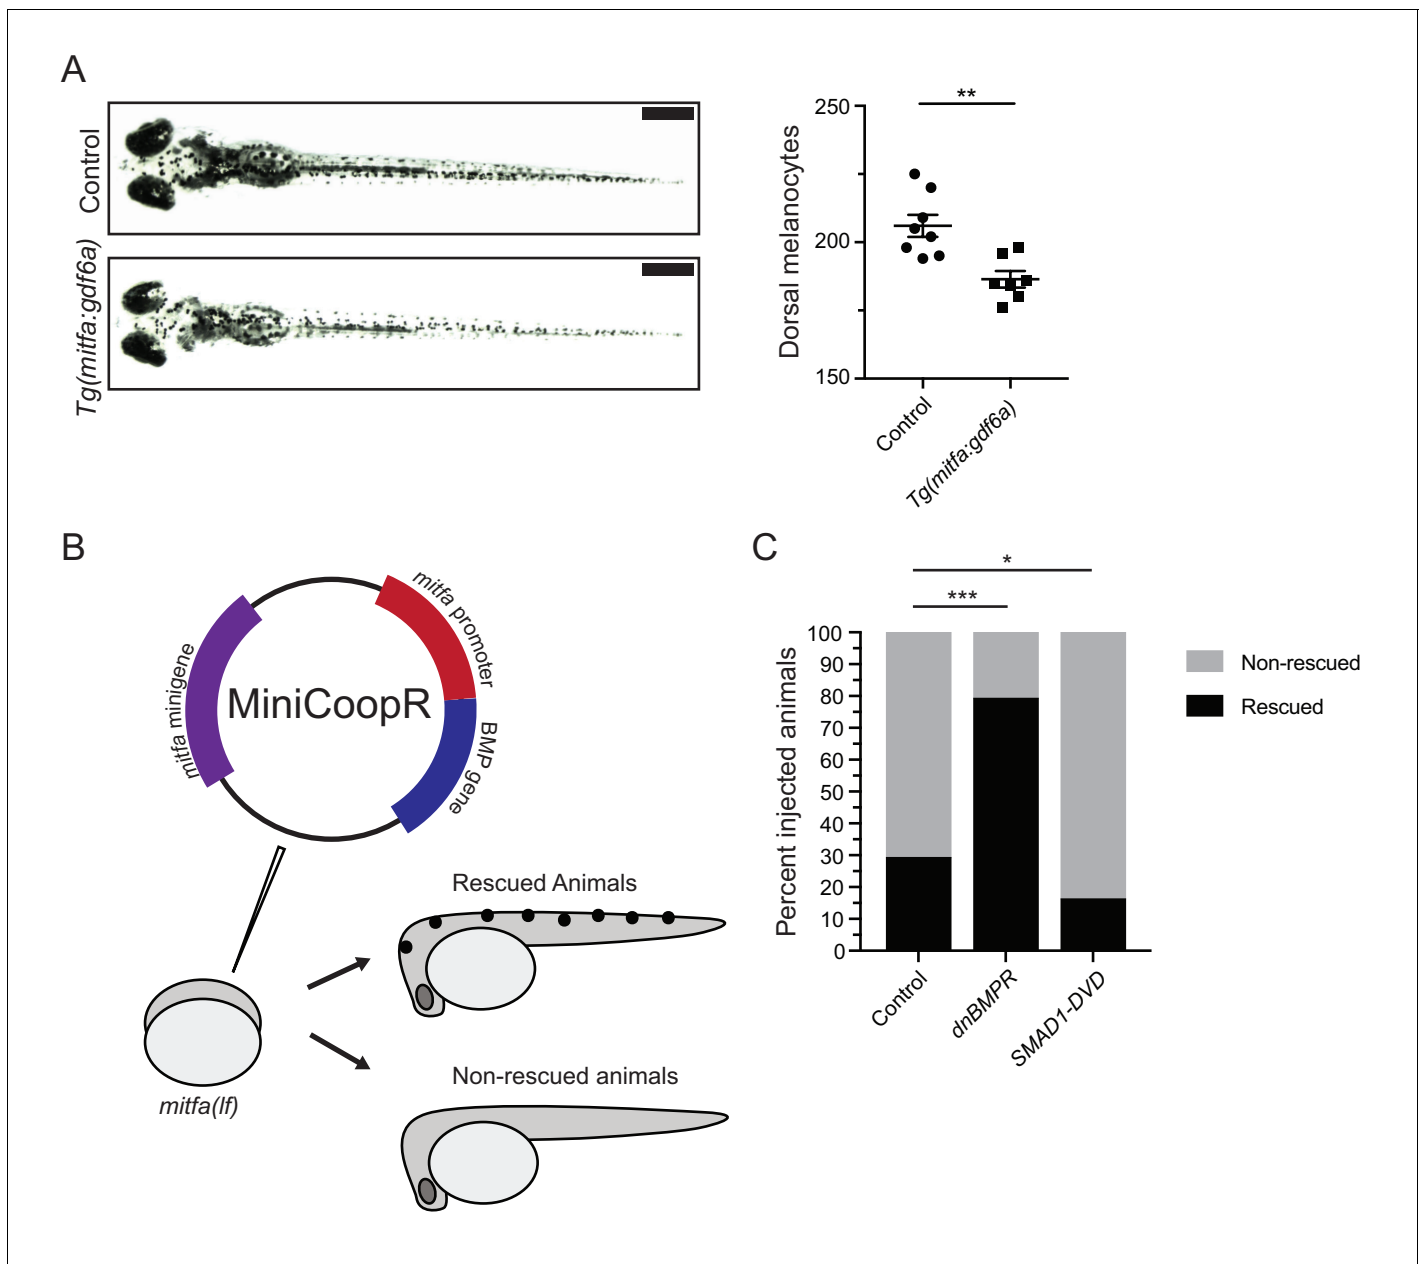 A
Control
Tg(mitfa:gdf6a)
**
250
200
150
Dorsal melanocytes
Control
Tg(mitfa:gdf6a)
B
mitfa promoter
mitfa minigene
MiniCoopR
BMP gene
Rescued Animals
Non-rescued animals
mitfa(lf)
C
*
***
100
90
80
70
60
50
40
30
20
10
0
Percent injected animals
Control
dnBMPR
SMAD1-DVD
Non-rescued
Rescued